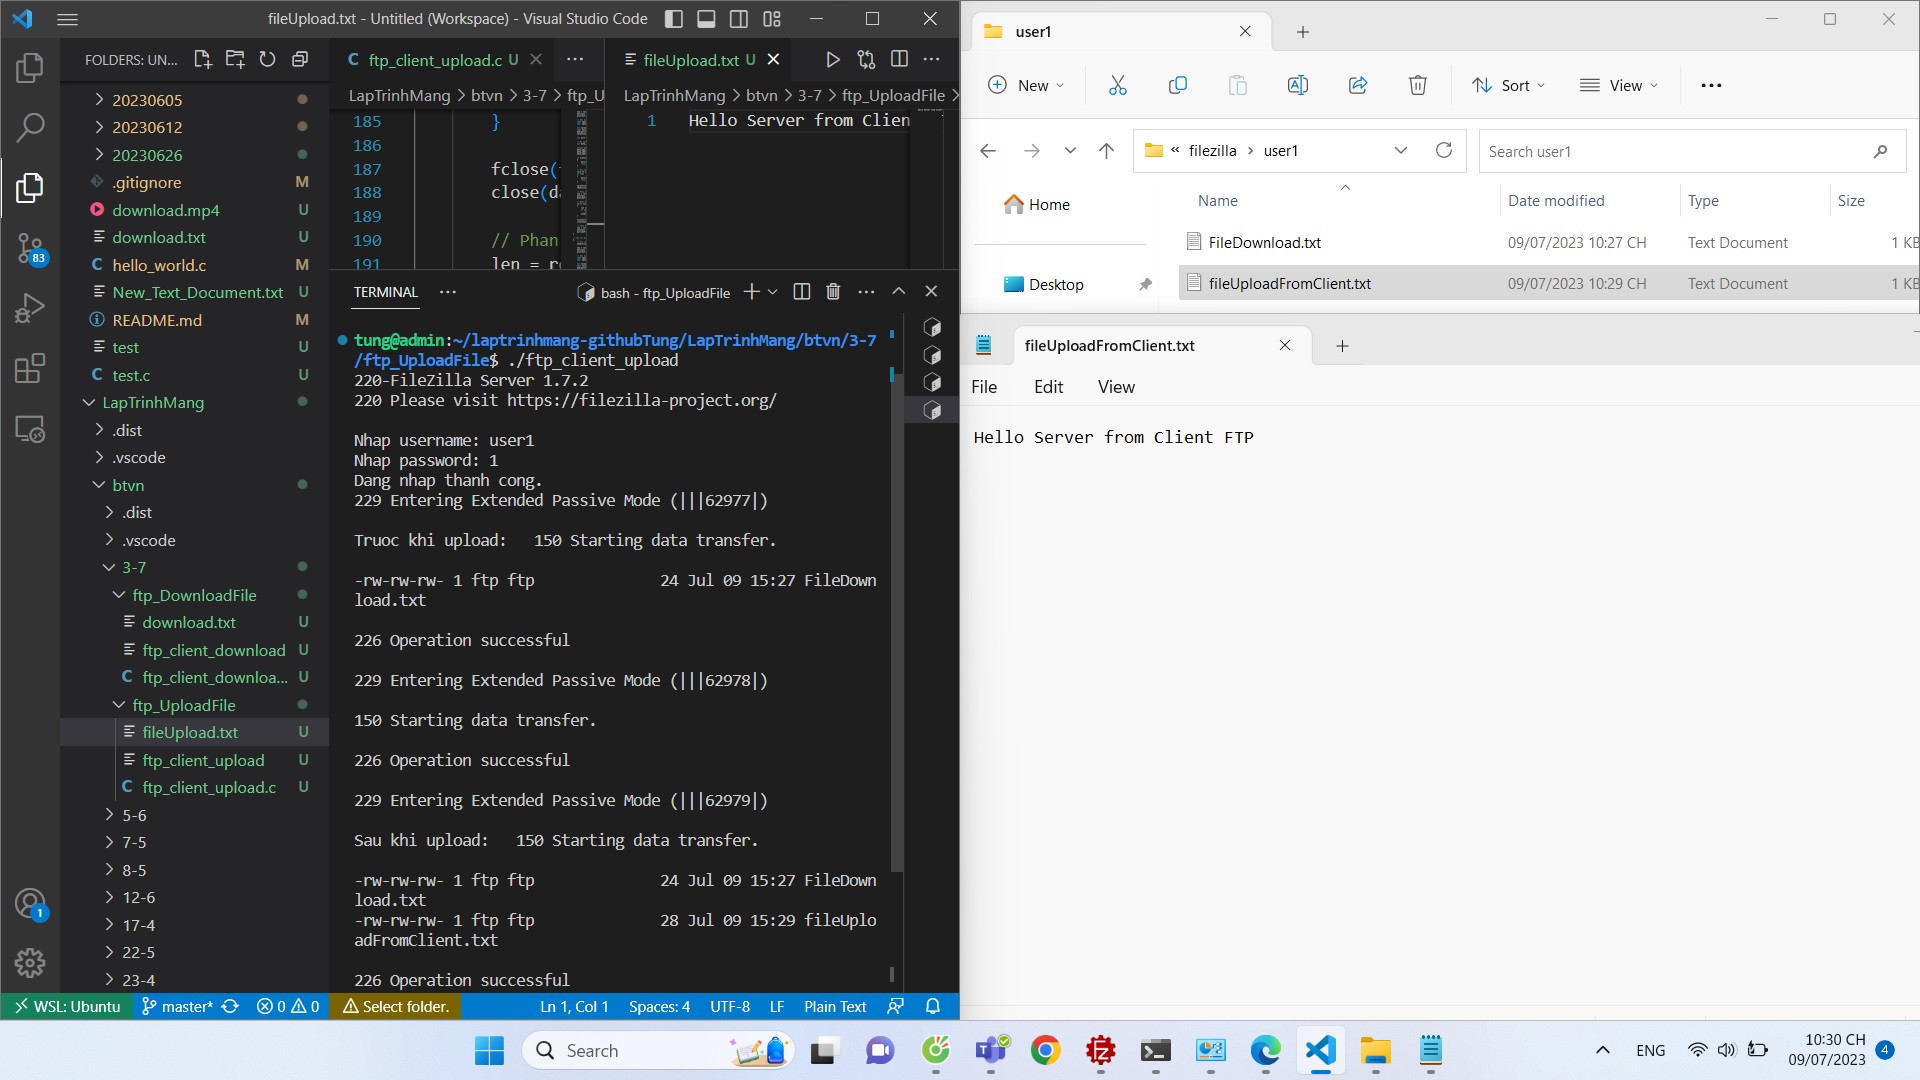 fileUpload.txt - Untitled (Workspace) - Visual Studio Code
FOLDERS: UN...
20230605
20230612
20230626
.gitignore M
download.mp4 U
download.txt U
hello_world.c M
New_Text_Document.txt U
README.md M
test U
test.c U
LapTrinhMang
.dist
.vscode
btvn
.dist
.vscode
3-7
ftp_DownloadFile
download.txt U
ftp_client_download U
ftp_client_downloa... U
ftp_UploadFile
fileUpload.txt U
ftp_client_upload U
ftp_client_upload.c U
5-6
7-5
8-5
12-6
17-4
22-5
23-4
83
1
C ftp_client_upload.c U
LapTrinhMang > btvn > 3-7 > ftp_U
185 }
186
187 fclose(
188 close(da
189
190 // Phan
191 len = re
fileUpload.txt U
LapTrinhMang > btvn > 3-7 > ftp_UploadFile >
1 Hello Server from Clien
TERMINAL
bash - ftp_UploadFile
tung@admin:~/laptrinhmang-githubTung/LapTrinhMang/btvn/3-7
/ftp_UploadFile$ ./ftp_client_upload
220-FileZilla Server 1.7.2
220 Please visit https://filezilla-project.org/
Nhap username: user1
Nhap password: 1
Dang nhap thanh cong.
229 Entering Extended Passive Mode (|||62977|)
Truoc khi upload:   150 Starting data transfer.
-rw-rw-rw- 1 ftp ftp              24 Jul 09 15:27 FileDown
load.txt
226 Operation successful
229 Entering Extended Passive Mode (|||62978|)
150 Starting data transfer.
226 Operation successful
229 Entering Extended Passive Mode (|||62979|)
Sau khi upload:   150 Starting data transfer.
-rw-rw-rw- 1 ftp ftp              24 Jul 09 15:27 FileDown
load.txt
-rw-rw-rw- 1 ftp ftp              28 Jul 09 15:29 fileUplo
adFromClient.txt
226 Operation successful
WSL: Ubuntu master* 0 0 Select folder. Ln 1, Col 1 Spaces: 4 UTF-8 LF Plain Text
user1
New Sort View
« filezilla > user1
Search user1
Home
Desktop
Name Date modified Type Size
FileDownload.txt 09/07/2023 10:27 CH Text Document 1 KB
fileUploadFromClient.txt 09/07/2023 10:29 CH Text Document 1 KB
fileUploadFromClient.txt
File Edit View
Hello Server from Client FTP
Search
ENG
10:30 CH
09/07/2023
4